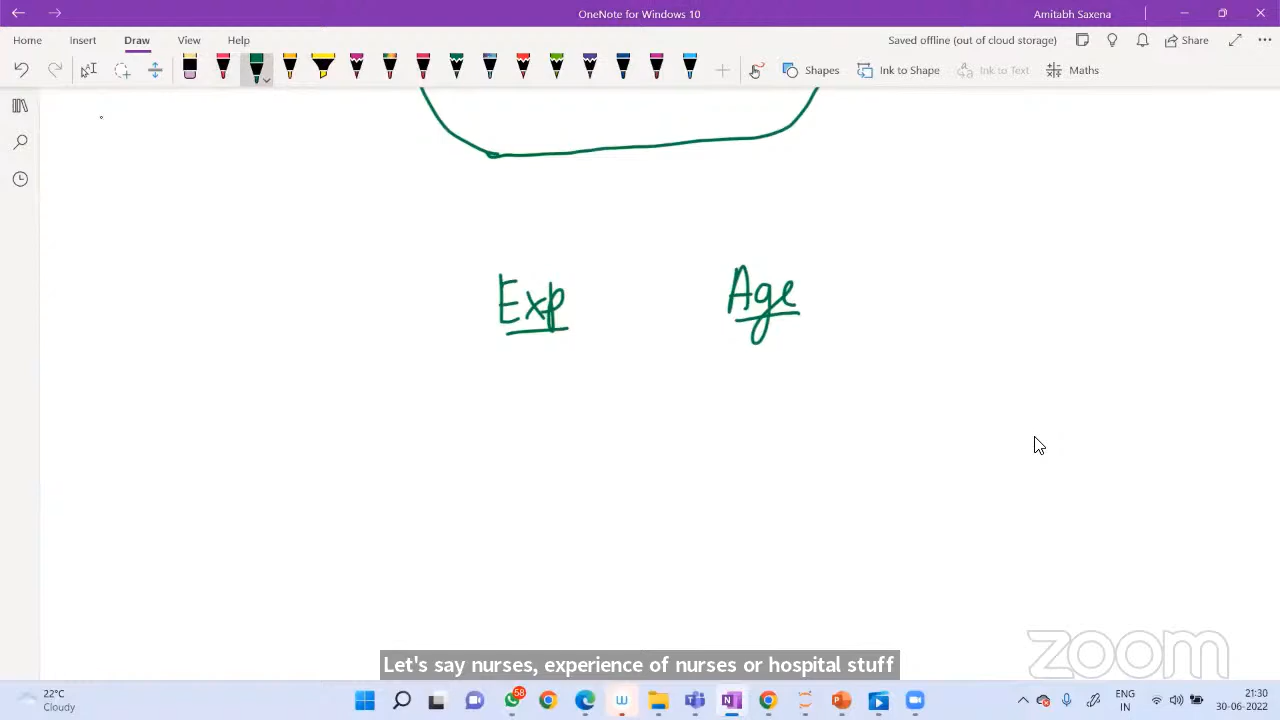 OneNote for Windows 10
Amitabh Saxena
Home Insert Draw View Help
Saved offline (out of cloud storage)
Share
Shapes
Ink to Shape
Ink to Text
Maths
Exp Age
Let's say nurses, experience of nurses or hospital stuff
zoom
22°C
Cloudy
58
ENG
IN
21:30
30-06-2022